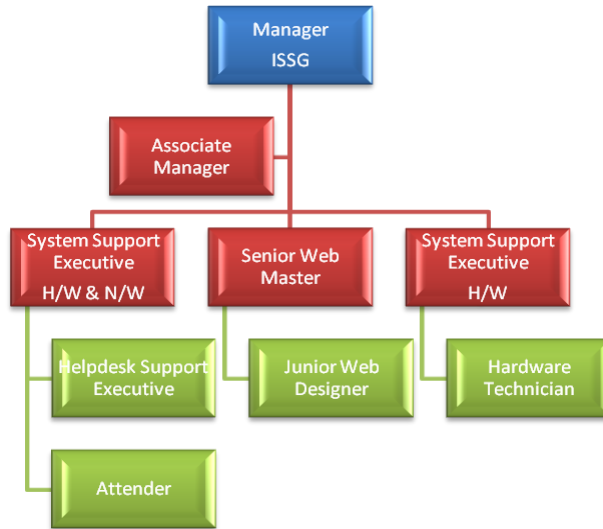 Manager
ISSG
Associate
Manager
System Support
Executive
H/W & N/W
Senior Web
Master
System Support
Executive
H/W
Helpdesk Support
Executive
Junior Web
Designer
Hardware
Technician
Attender